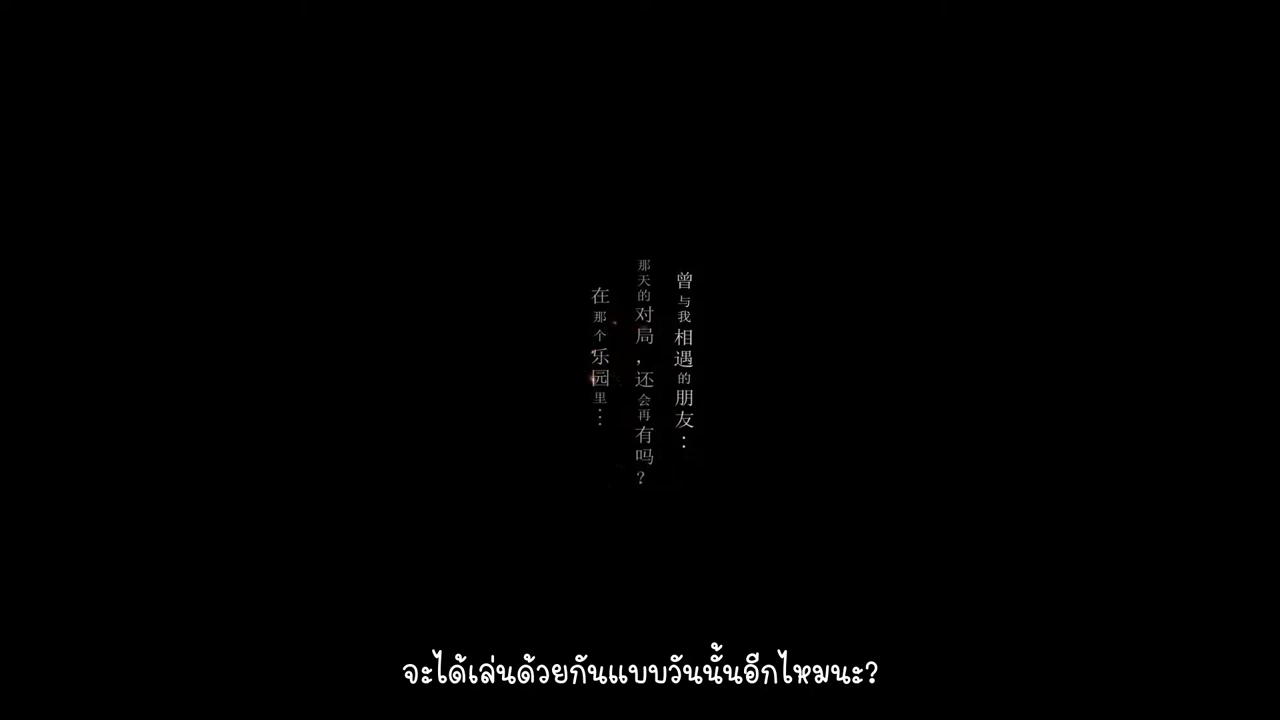 曾与我相遇的朋友：
那天的对局，还会再有吗？
在那个乐园里…
จะได้เล่นด้วยกันแบบวันนั้นอีกไหมนะ?